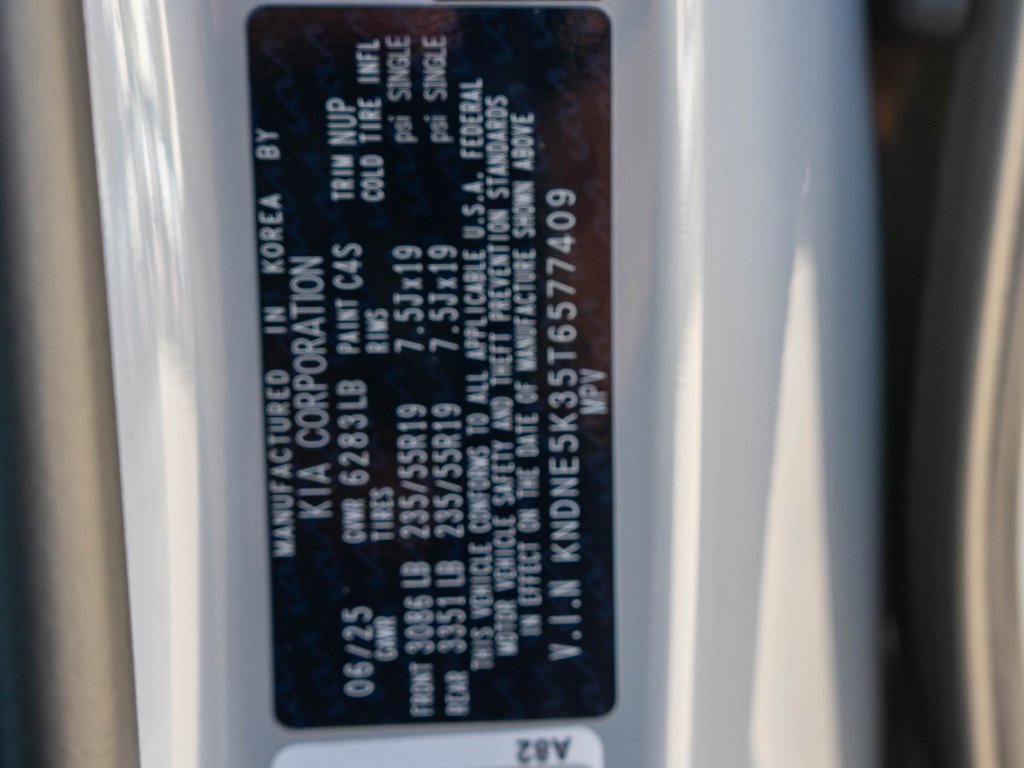 MANUFACTURED IN KOREA BY
KIA CORPORATION
06/25 GVWR 6283LB PAINT C4S TRIM NUP
GAWR TIRES RIMS COLD TIRE INFL
FRONT 3086 LB 235/55R19 7.5Jx19 psi SINGLE
REAR 3351 LB 235/55R19 7.5Jx19 psi SINGLE
THIS VEHICLE CONFORMS TO ALL APPLICABLE U.S.A. FEDERAL
MOTOR VEHICLE SAFETY AND THEFT PREVENTION STANDARDS
IN EFFECT ON THE DATE OF MANUFACTURE SHOWN ABOVE
V.I.N KNDNE5K35T6577409
MPV
A82